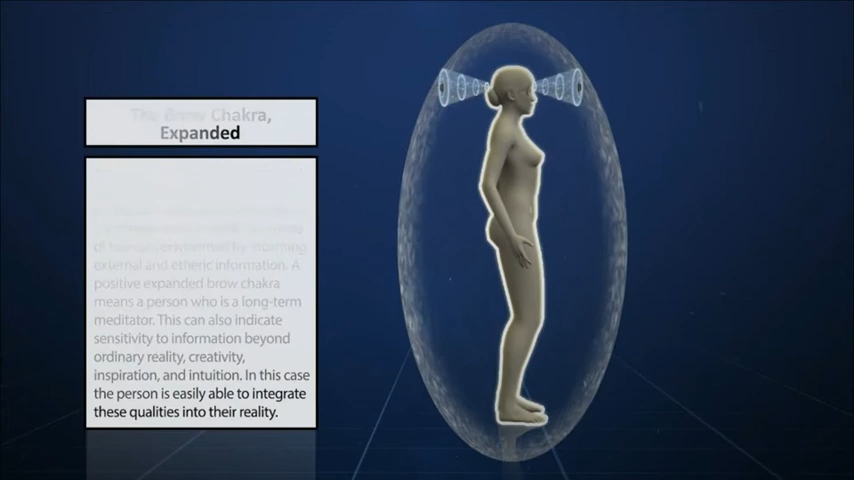 The Brow Chakra,
Expanded
external and etheric information. A
positive expanded brow chakra
means a person who is a long-term
meditator. This can also indicate
sensitivity to information beyond
ordinary reality, creativity,
inspiration, and intuition. In this case
the person is easily able to integrate
these qualities into their reality.